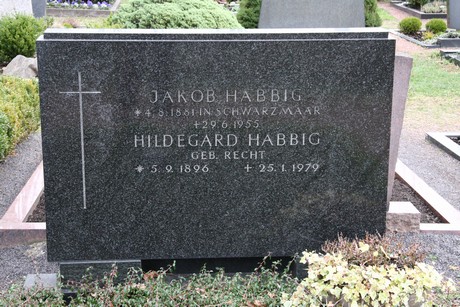 JAKOB HABBIG
* 4.8.1881 IN SCHWARZMAAR
+ 29.6.1955
HILDEGARD HABBIG
GEB. RECHT
* 5.9.1896 + 25.1.1979